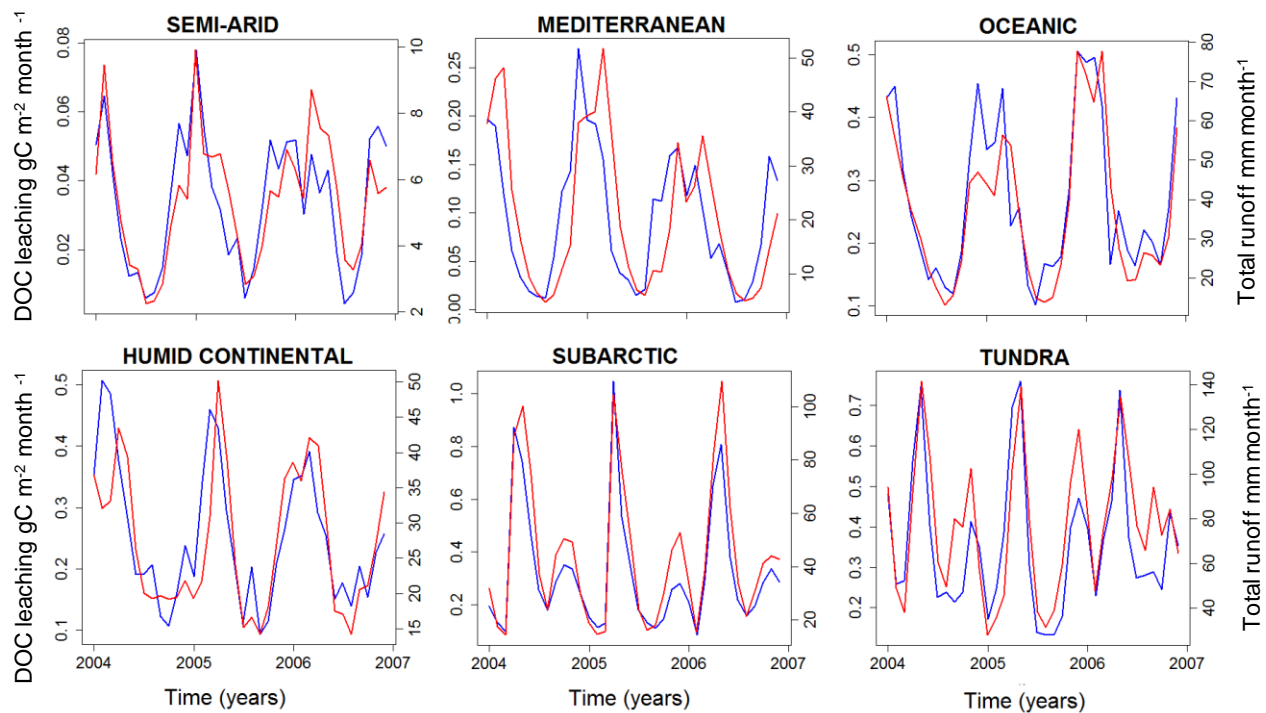 SEMI-ARID
MEDITERRANEAN
OCEANIC
DOC leaching gC m-2 month -1
0.02 0.04 0.06 0.08
2 4 6 8 10
0.00 0.05 0.10 0.15 0.20 0.25
10 20 30 40 50
0.1 0.2 0.3 0.4 0.5
20 30 40 50 60 70 80
Total runoff mm month-1
HUMID CONTINENTAL
SUBARCTIC
TUNDRA
DOC leaching gC m-2 month -1
0.1 0.2 0.3 0.4 0.5
15 20 25 30 35 40 45 50
0.2 0.4 0.6 0.8 1.0
20 40 60 80 100
0.2 0.3 0.4 0.5 0.6 0.7
40 60 80 100 120 140
Total runoff mm month-1
2004 2005 2006 2007
2004 2005 2006 2007
2004 2005 2006 2007
Time (years)
Time (years)
Time (years)